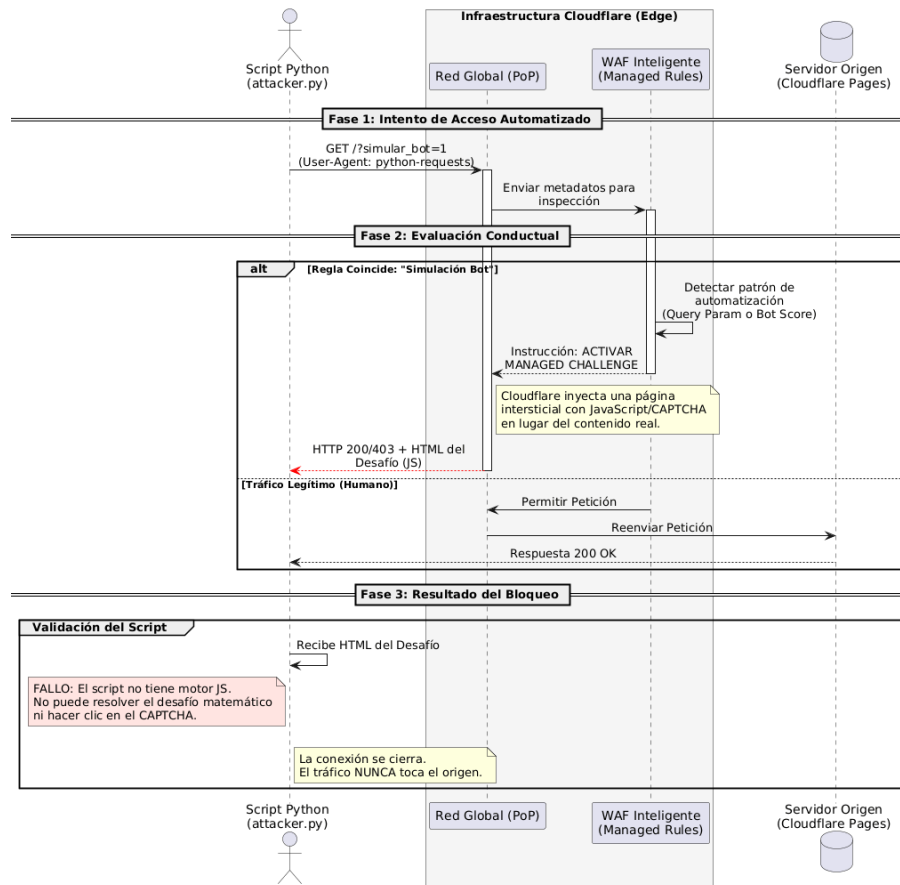 Infraestructura Cloudflare (Edge)
Script Python
(attacker.py)
Red Global (PoP)
WAF Inteligente
(Managed Rules)
Servidor Origen
(Cloudflare Pages)
Fase 1: Intento de Acceso Automatizado
GET /?simular_bot=1
(User-Agent: python-requests)
Enviar metadatos para
inspección
Fase 2: Evaluación Conductual
alt
[Regla Coincide: "Simulación Bot"]
Detectar patrón de
automatización
(Query Param o Bot Score)
Instrucción: ACTIVAR
MANAGED CHALLENGE
Cloudflare inyecta una página
intersticial con JavaScript/CAPTCHA
en lugar del contenido real.
HTTP 200/403 + HTML del
Desafío (JS)
[Tráfico Legítimo (Humano)]
Permitir Petición
Reenviar Petición
Respuesta 200 OK
Fase 3: Resultado del Bloqueo
Validación del Script
Recibe HTML del Desafío
FALLO: El script no tiene motor JS.
No puede resolver el desafío matemático
ni hacer clic en el CAPTCHA.
La conexión se cierra.
El tráfico NUNCA toca el origen.
Script Python
(attacker.py)
Red Global (PoP)
WAF Inteligente
(Managed Rules)
Servidor Origen
(Cloudflare Pages)